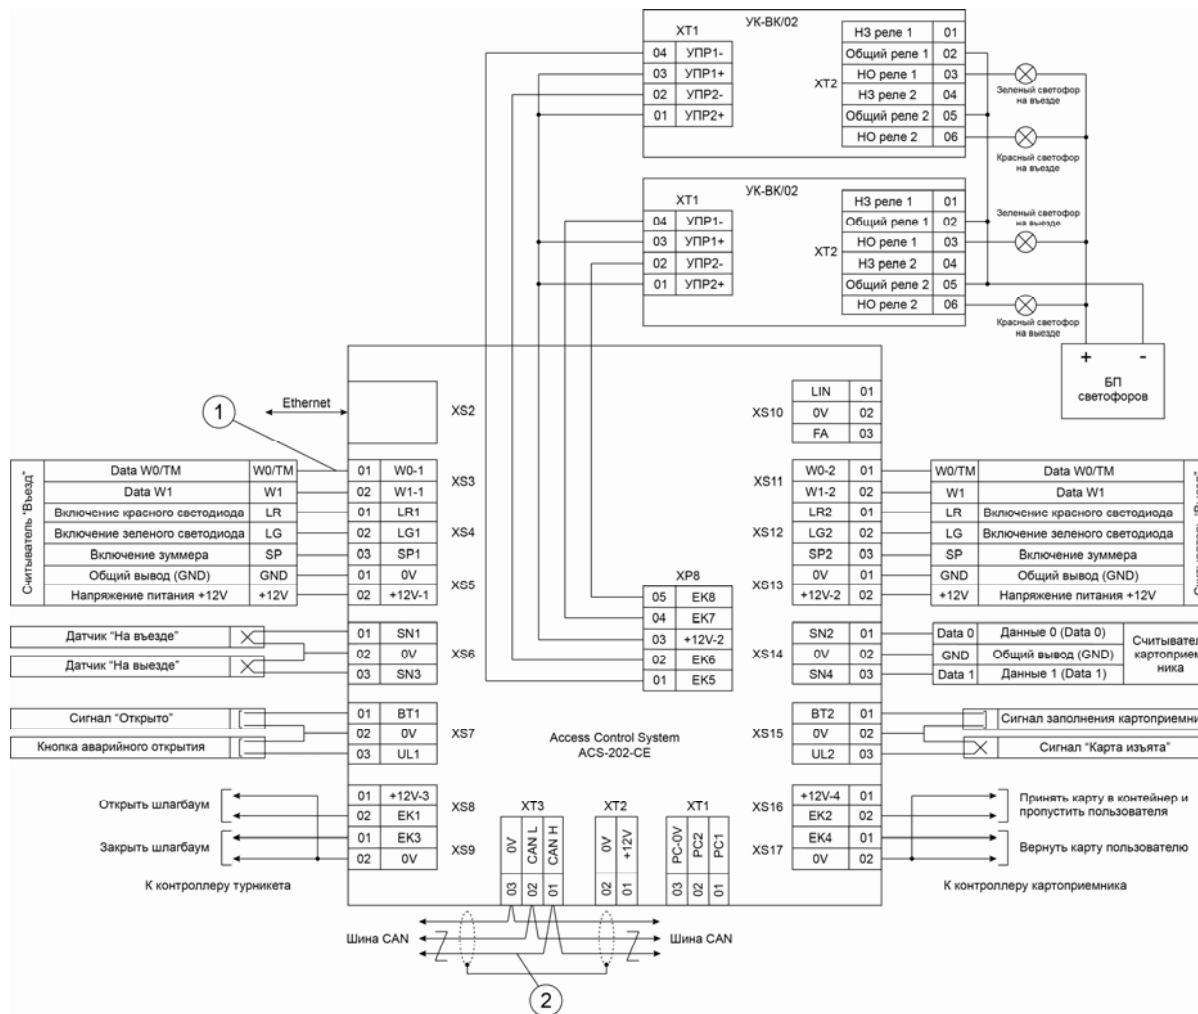 УК-ВК/02
XT1
04 УПР1-
03 УПР1+
02 УПР2-
01 УПР2+
XT2
НЗ реле 1 01
Общий реле 1 02
НО реле 1 03
НЗ реле 2 04
Общий реле 2 05
НО реле 2 06
Зеленый светофор
на въезде
Красный светофор
на въезде
УК-ВК/02
XT1
04 УПР1-
03 УПР1+
02 УПР2-
01 УПР2+
XT2
НЗ реле 1 01
Общий реле 1 02
НО реле 1 03
НЗ реле 2 04
Общий реле 2 05
НО реле 2 06
Зеленый светофор
на выезде
Красный светофор
на выезде
+ -
БП
светофоров
1
Ethernet
XS2
XS10
LIN 01
0V 02
FA 03
Считыватель "Въезд"
Data W0/TM W0/TM 01 W0-1
Data W1 W1 02 W1-1
XS3
Включение красного светодиода LR 01 LR1
Включение зеленого светодиода LG 02 LG1
Включение зуммера SP 03 SP1
XS4
Общий вывод (GND) GND 01 0V
Напряжение питания +12V +12V 02 +12V-1
XS5
XS11
W0-2 01 W0/TM Data W0/TM
W1-2 02 W1 Data W1
XS12
LR2 01 LR Включение красного светодиода
LG2 02 LG Включение зеленого светодиода
SP2 03 SP Включение зуммера
XS13
0V 01 GND Общий вывод (GND)
+12V-2 02 +12V Напряжение питания +12V
XP8
05 EK8
04 EK7
03 +12V-2
02 EK6
01 EK5
Датчик "На въезде" 01 SN1
02 0V
Датчик "На выезде" 03 SN3
XS6
XS14
SN2 01 Data 0 Данные 0 (Data 0)
0V 02 GND Общий вывод (GND)
SN4 03 Data 1 Данные 1 (Data 1)
ника
Сигнал "Открыто" 01 BT1
02 0V
Кнопка аварийного открытия 03 UL1
XS7
Access Control System
ACS-202-CE
XS15
BT2 01 Сигнал заполнения
0V 02
UL2 03 Сигнал "Карта изъята"
Открыть шлагбаум
01 +12V-3
02 EK1
XS8
Закрыть шлагбаум
01 EK3
02 0V
XS9
К контроллеру турникета
XT3
0V CAN L CAN H
03 02 01
XT2
0V +12V
02 01
XT1
PC-0V PC2 PC1
03 02 01
XS16
+12V-4 01
EK2 02
Принять карту в контейнер и
пропустить пользователя
XS17
EK4 01
0V 02
Вернуть карту пользователю
К контроллеру картоприемника
Шина CAN
Шина CAN
2